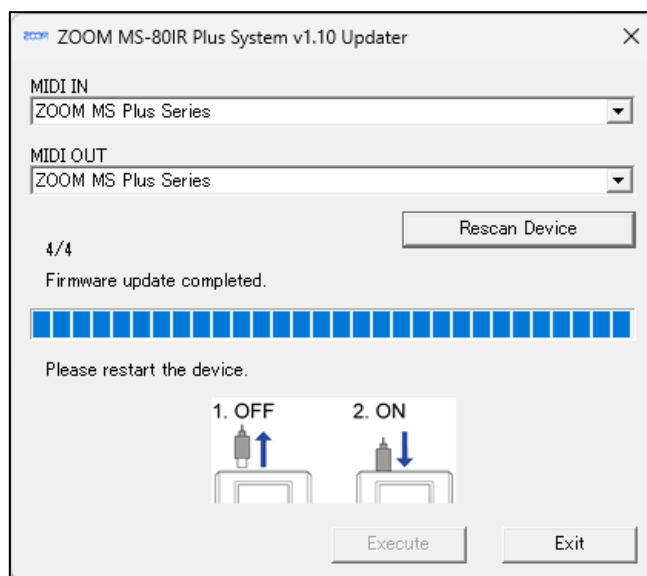 ZOOM ZOOM MS-80IR Plus System v1.10 Updater
MIDI IN
ZOOM MS Plus Series
MIDI OUT
ZOOM MS Plus Series
Rescan Device
4/4
Firmware update completed.
Please restart the device.
1. OFF 2. ON
Execute Exit